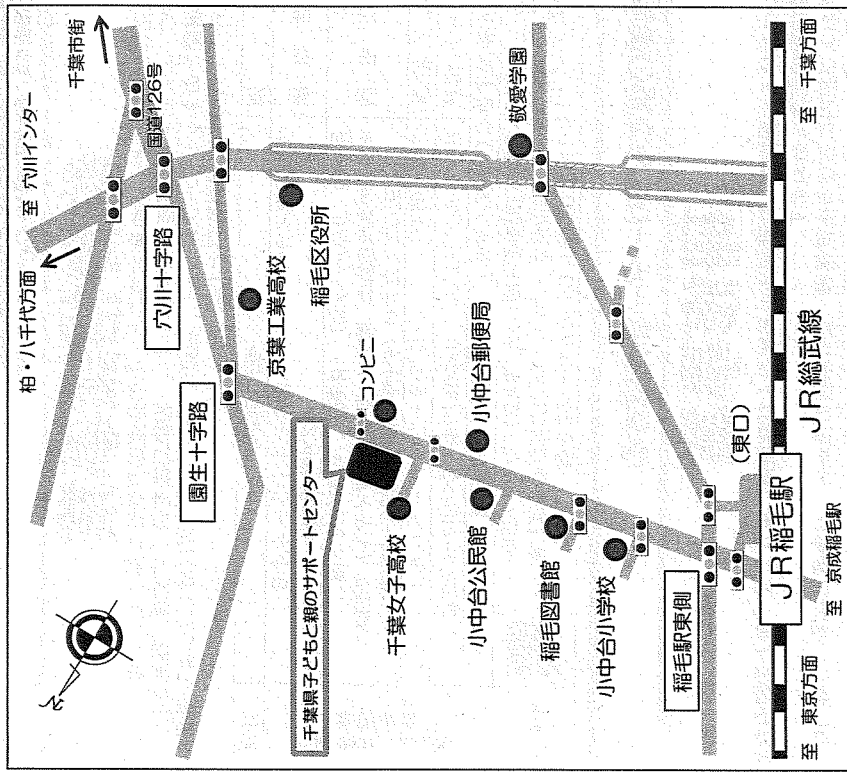 柏・八千代方面
至 穴川インター
千葉市街
国道126号
穴川十字路
園生十字路
京葉工業高校
稲毛区役所
敬愛学園
千葉県子どもと親のサポートセンター
コンビニ
千葉女子高校
小仲台郵便局
小中台公民館
稲毛図書館
小中台小学校
稲毛駅東側
(東口)
JR稲毛駅
JR総武線
至 東京方面
至 京成稲毛駅
至 千葉方面
N